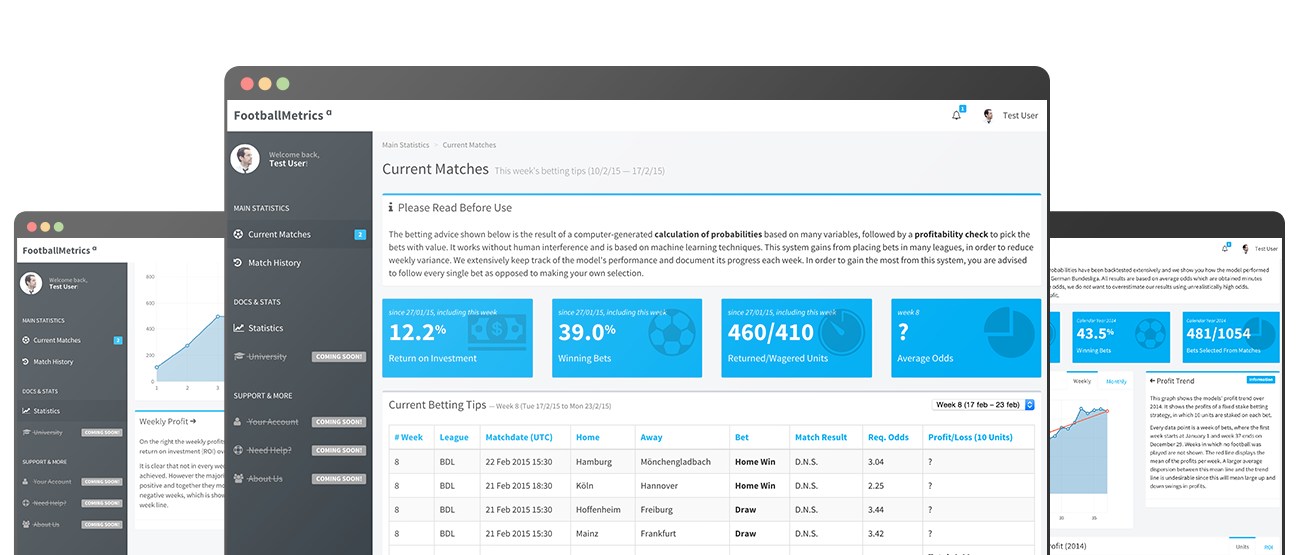 FootballMetrics α
1
Test User
Welcome back,
Test User!
MAIN STATISTICS
Current Matches
2
Match History
DOCS & STATS
Statistics
University
COMING SOON!
SUPPORT & MORE
Your Account
COMING SOON!
Need Help?
COMING SOON!
About Us
COMING SOON!
Main Statistics > Current Matches
Current Matches This week's betting tips (10/2/15 — 17/2/15)
Please Read Before Use
The betting advice shown below is the result of a computer-generated calculation of probabilities based on many variables, followed by a profitability check to pick the
bets with value. It works without human interference and is based on machine learning techniques. This system gains from placing bets in many leagues, in order to reduce
weekly variance. We extensively keep track of the model's performance and document its progress each week. In order to gain the most from this system, you are advised
to follow every single bet as opposed to making your own selection.
since 27/01/15, including this week
12.2%
Return on Investment
since 27/01/15, including this week
39.0%
Winning Bets
since 27/01/15, including this week
460/410
Returned/Wagered Units
week 8
?
Average Odds
Current Betting Tips — Week 8 (Tue 17/2/15 to Mon 23/2/15)
Week 8 (17 feb – 23 feb)
# Week League Matchdate (UTC) Home Away Bet Match Result Req. Odds Profit/Loss (10 Units)
8 BDL 22 Feb 2015 15:30 Hamburg Mönchengladbach Home Win D.N.S. 3.04 ?
8 BDL 21 Feb 2015 18:30 Köln Hannover Home Win D.N.S. 2.25 ?
8 BDL 21 Feb 2015 15:30 Hoffenheim Freiburg Draw D.N.S. 3.44 ?
8 BDL 21 Feb 2015 15:30 Mainz Frankfurt Draw D.N.S. 3.42 ?
FootballMetrics α
Welcome back,
Test User!
MAIN STATISTICS
Current Matches
2
Match History
DOCS & STATS
Statistics
University
COMING SOON!
SUPPORT & MORE
Your Account
COMING SOON!
Need Help?
COMING SOON!
About Us
COMING SOON!
800
600
400
200
0
1 2 3
Weekly Profit
On the right the weekly profits
return on investment (ROI) ov
It is clear that not in every wee
achieved. However the majori
positive and together they mo
negative weeks, which is show
week line.
Test User
probabilities have been backtested extensively and we show you how the model performed
German Bundesliga. All results are based on average odds which are obtained minutes
odds, we do not want to overestimate our results using unrealistically high odds.
ofit.
Calendar Year 2014
43.5%
Winning Bets
Calendar Year 2014
481/1054
Bets Selected From Matches
Weekly Monthly
20 25
Profit Trend
Information
This graph shows the models' profit trend over
2014. It shows the profits of a fixed stake betting
strategy, in which 10 units are staked on each bet.
Every data point is a week of bets, where the first
week starts at January 1 and week 37 ends on
December 29. Weeks in which no football was
played are not shown. The red line displays the
mean of the profits per week. A larger average
dispersion between this mean line and the trend
line is undesirable since this will mean large up and
down swings in profits.
ofit (2014)
Units ROI